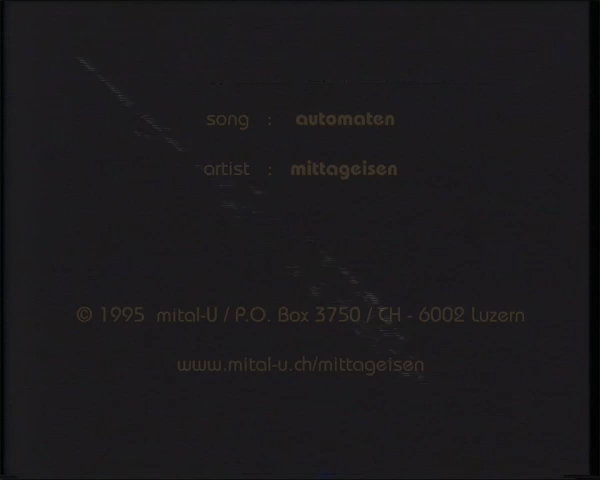 song : automaten
artist : mittageisen
© 1995 mital-U / P.O. Box 3750 / CH - 6002 Luzern
www.mital-u.ch/mittageisen